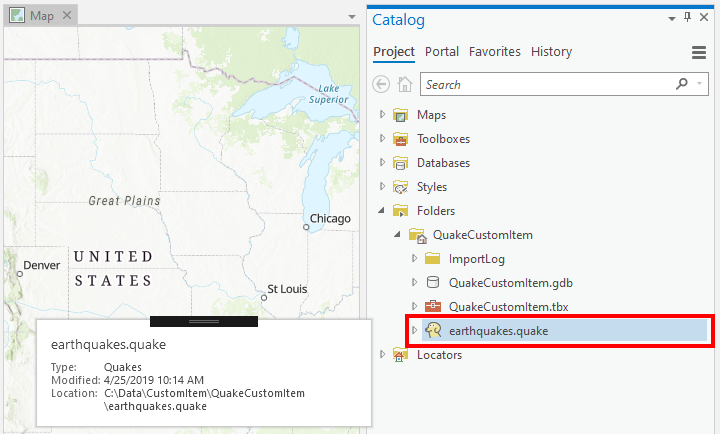 Map
Lake
Superior
Great Plains
Chicago
Denver
UNITED
STATES
St Louis
earthquakes.quake
Type: Quakes
Modified: 4/25/2019 10:14 AM
Location: C:\Data\CustomItem\QuakeCustomItem
\earthquakes.quake
Catalog
Project Portal Favorites History
Search
Maps
Toolboxes
Databases
Styles
Folders
QuakeCustomItem
ImportLog
QuakeCustomItem.gdb
QuakeCustomItem.tbx
earthquakes.quake
Locators